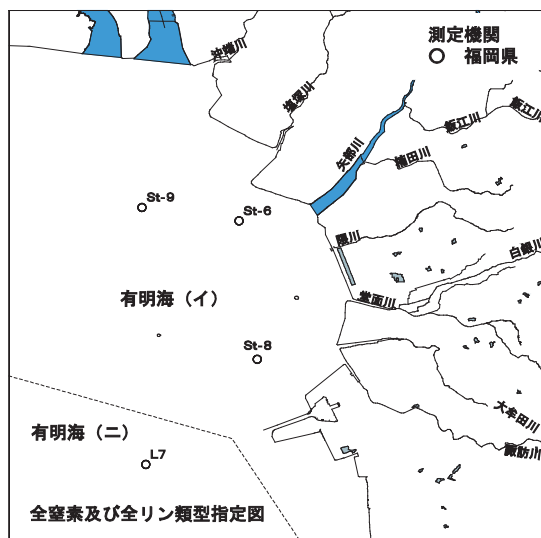 測定機関
○ 福岡県
沖端川
塩塚川
飯江川
飯江川
矢部川
楠田川
St-9
St-6
隈川
白銀川
有明海（イ）
堂面川
St-8
大牟田川
有明海（ニ）
諏訪川
L7
全窒素及び全リン類型指定図